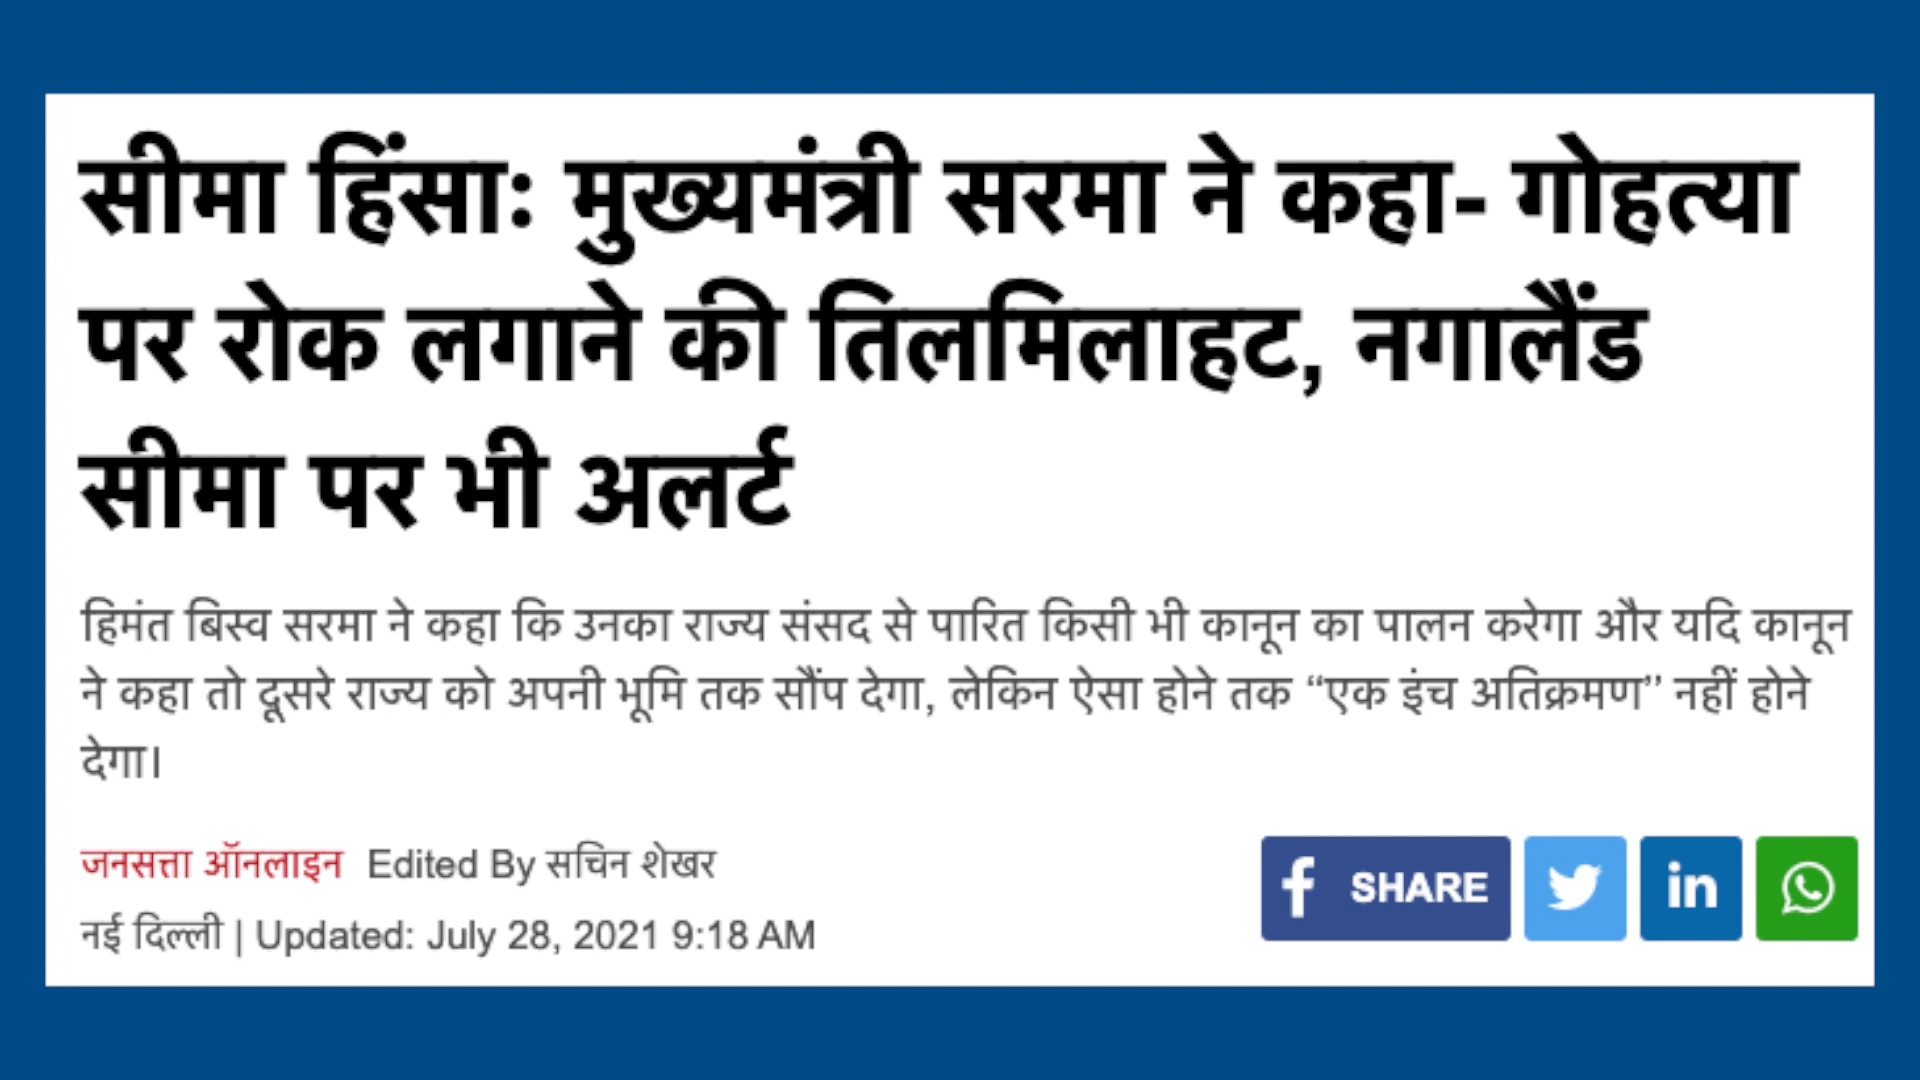 सीमा हिंसाः मुख्यमंत्री सरमा ने कहा- गोहत्या
पर रोक लगाने की तिलमिलाहट, नगालैंड
सीमा पर भी अलर्ट
हिमंत बिस्व सरमा ने कहा कि उनका राज्य संसद से पारित किसी भी कानून का पालन करेगा और यदि कानून
ने कहा तो दूसरे राज्य को अपनी भूमि तक सौंप देगा, लेकिन ऐसा होने तक “एक इंच अतिक्रमण” नहीं होने
देगा।
जनसत्ता ऑनलाइन Edited By सचिन शेखर
नई दिल्ली | Updated: July 28, 2021 9:18 AM
f SHARE in